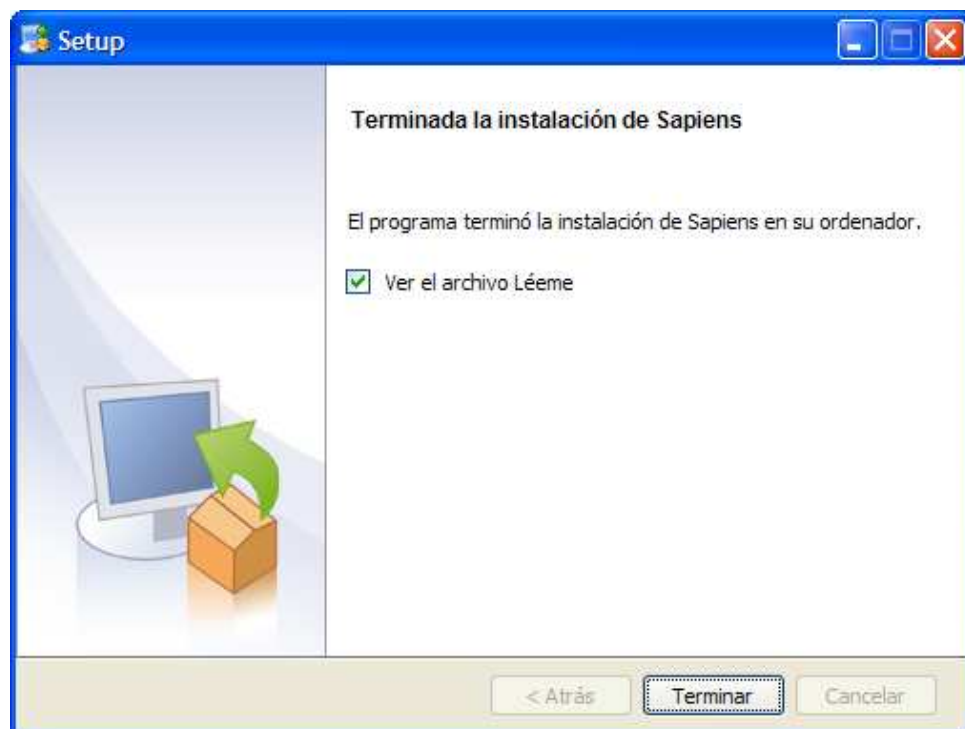 Setup
Terminada la instalación de Sapiens
El programa terminó la instalación de Sapiens en su ordenador.
Ver el archivo Léeme
< Atrás
Terminar
Cancelar